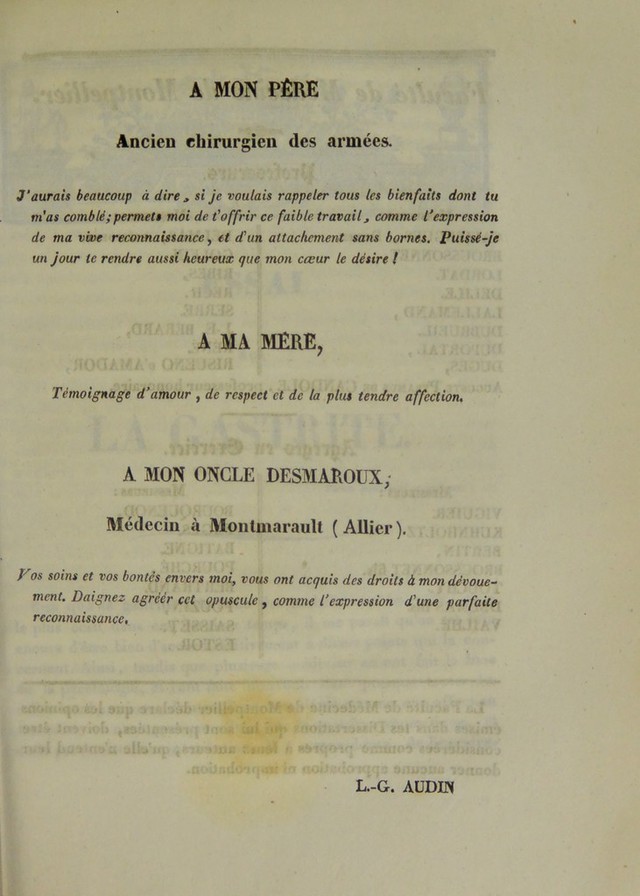 A MON PÊRE
Ancien chirurgien des armées.
J'aurais beaucoup à dire, si je voulais rappeler tous les bienfaits dont tu
m'as comblé; permets moi de t'offrir ce faible travail, comme l'expression
de ma vive reconnaissance, et d'un attachement sans bornes. Puissé-je
un jour te rendre aussi heureux que mon cœur le désire !
A MA MÊRE,
Témoignage d'amour, de respect et de la plus tendre affection.
A MON ONCLE DESMAROUX,
Médecin à Montmarault (Allier).
Vos soins et vos bontés envers moi, vous ont acquis des droits à mon dévoue-
ment. Daignez agréér cet opuscule, comme l'expression d'une parfaite
reconnaissance.
L.-G. AUDIN